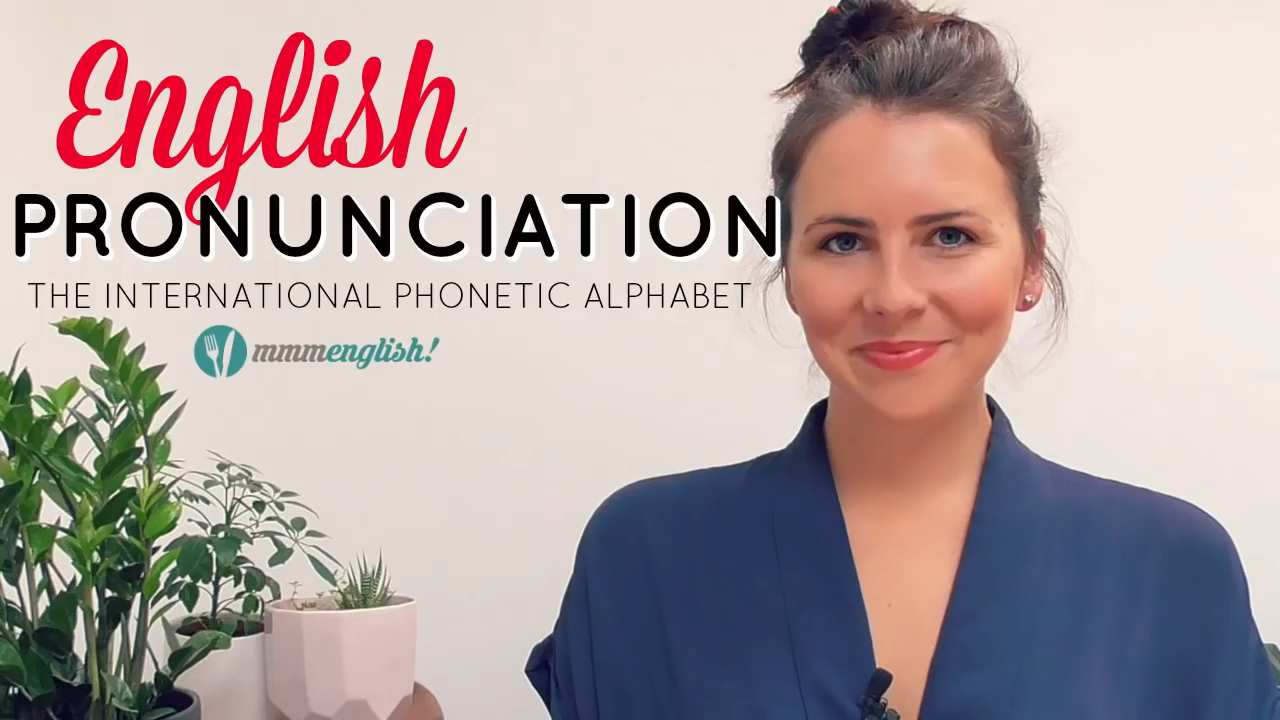 English
PRONUNCIATION
THE INTERNATIONAL PHONETIC ALPHABET
mmmenglish!